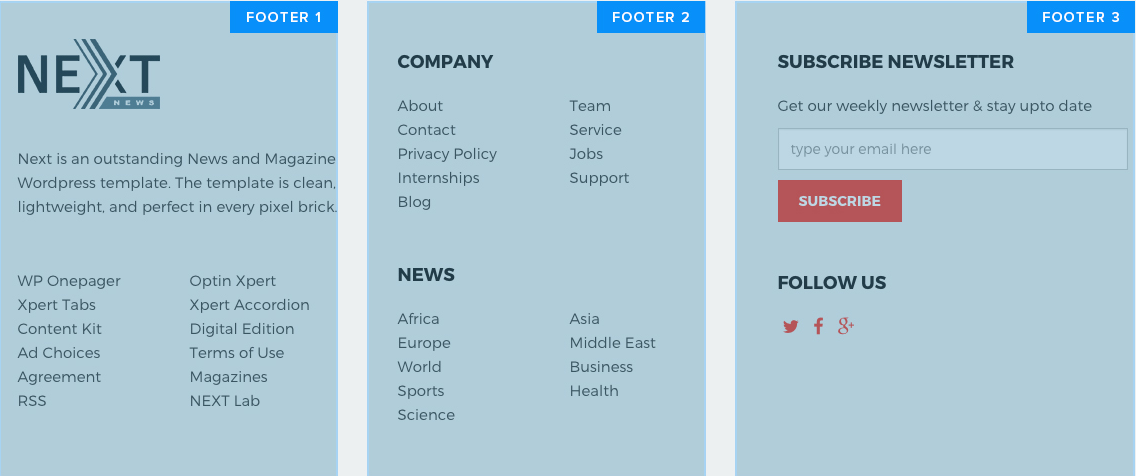 FOOTER 1
NEXT
NEWS
Next is an outstanding News and Magazine
Wordpress template. The template is clean,
lightweight, and perfect in every pixel brick.
WP Onepager
Xpert Tabs
Content Kit
Ad Choices
Agreement
RSS
Optin Xpert
Xpert Accordion
Digital Edition
Terms of Use
Magazines
NEXT Lab
FOOTER 2
COMPANY
About
Contact
Privacy Policy
Internships
Blog
Team
Service
Jobs
Support
NEWS
Africa
Europe
World
Sports
Science
Asia
Middle East
Business
Health
FOOTER 3
SUBSCRIBE NEWSLETTER
Get our weekly newsletter & stay upto date
type your email here
SUBSCRIBE
FOLLOW US